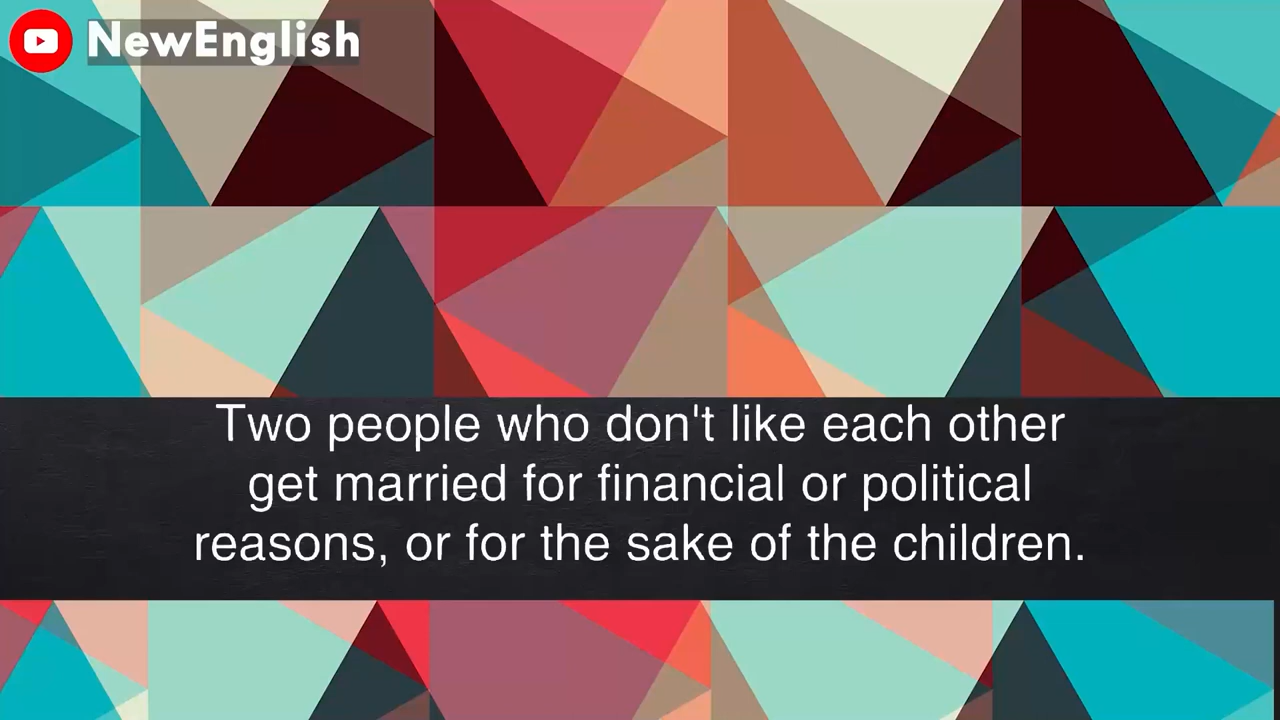 NewEnglish
Two people who don't like each other
get married for financial or political
reasons, or for the sake of the children.